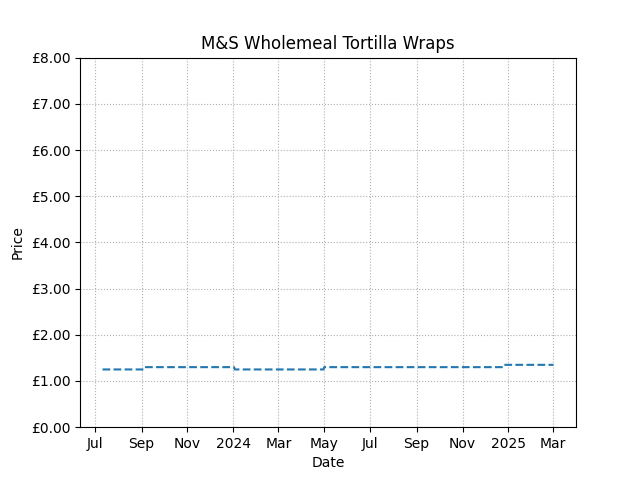 M&S Wholemeal Tortilla Wraps
£8.00
£7.00
£6.00
£5.00
£4.00
£3.00
£2.00
£1.00
£0.00
Price
Jul Sep Nov 2024 Mar May Jul Sep Nov 2025 Mar
Date